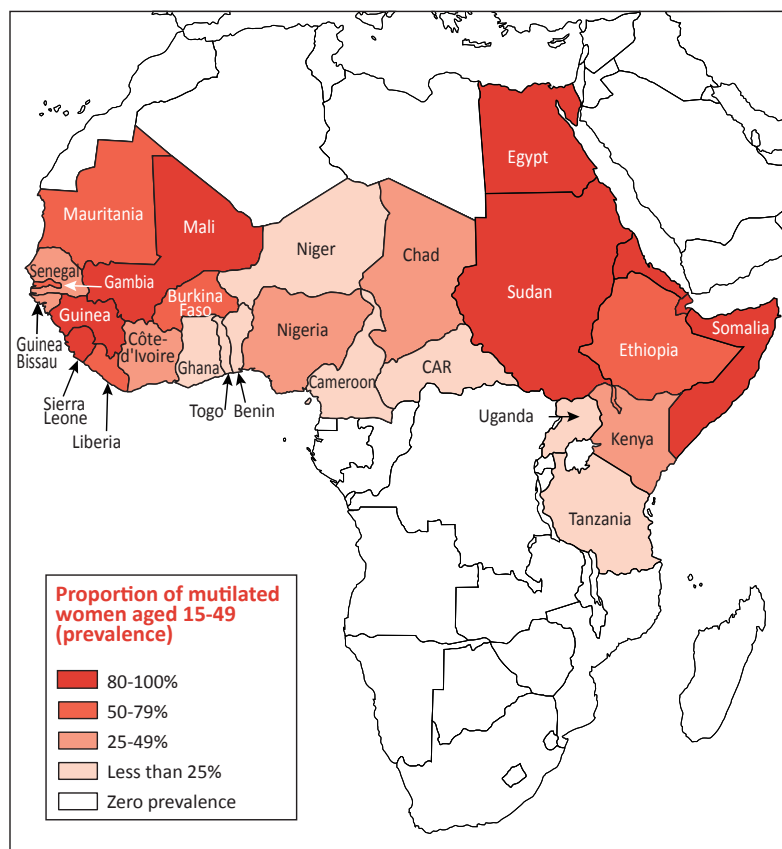 Egypt
Mauritania
Mali
Niger
Chad
Senegal
Gambia
Sudan
Burkina
Faso
Somalia
Guinea
Nigeria
Côte-
d'Ivoire
Ethiopia
Guinea
Bissau
Ghana
CAR
Cameroon
Sierra
Leone
Togo
Benin
Uganda
Kenya
Liberia
Tanzania
Proportion of mutilated
women aged 15-49
(prevalence)
80-100%
50-79%
25-49%
Less than 25%
Zero prevalence